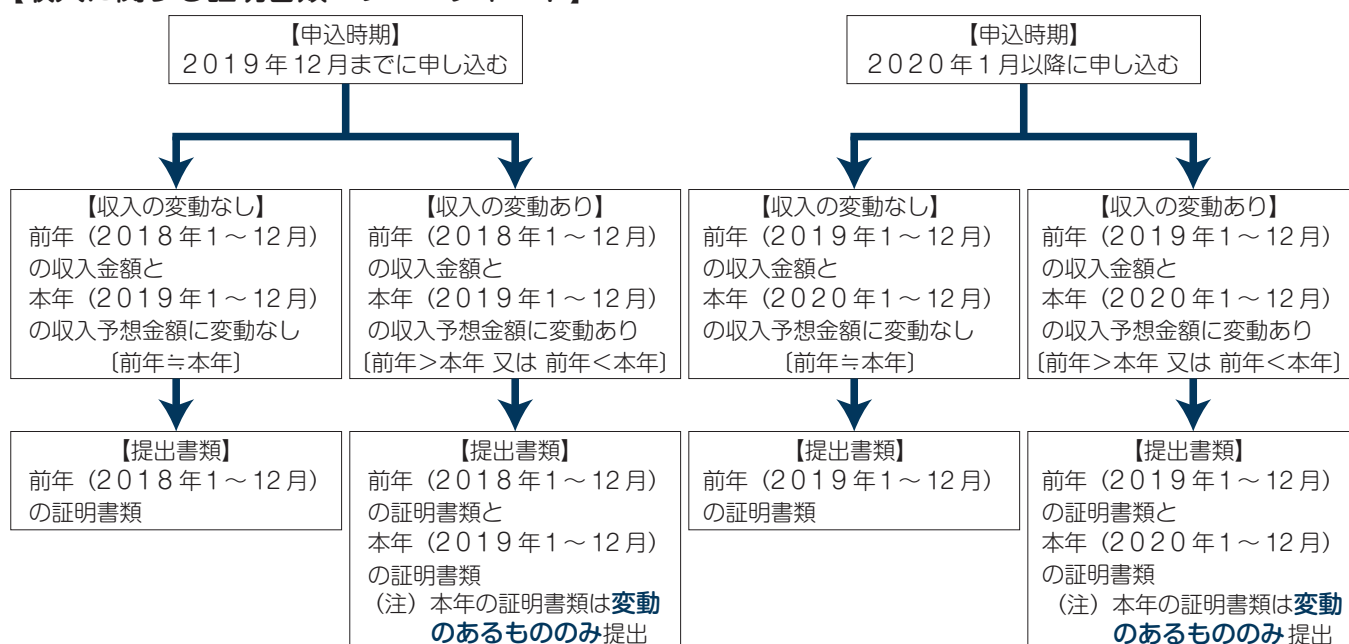 【申込時期】
2019年12月までに申し込む
【申込時期】
2020年1月以降に申し込む
【収入の変動なし】
前年（2018年1～12月）
の収入金額と
本年（2019年1～12月）
の収入予想金額に変動なし
〔前年≒本年〕
【収入の変動あり】
前年（2018年1～12月）
の収入金額と
本年（2019年1～12月）
の収入予想金額に変動あり
〔前年＞本年 又は 前年＜本年〕
【収入の変動なし】
前年（2019年1～12月）
の収入金額と
本年（2020年1～12月）
の収入予想金額に変動なし
〔前年≒本年〕
【収入の変動あり】
前年（2019年1～12月）
の収入金額と
本年（2020年1～12月）
の収入予想金額に変動あり
〔前年＞本年 又は 前年＜本年〕
【提出書類】
前年（2018年1～12月）
の証明書類
【提出書類】
前年（2018年1～12月）
の証明書類と
本年（2019年1～12月）
の証明書類
（注）本年の証明書類は変動
のあるもののみ提出
【提出書類】
前年（2019年1～12月）
の証明書類
【提出書類】
前年（2019年1～12月）
の証明書類と
本年（2020年1～12月）
の証明書類
（注）本年の証明書類は変動
のあるもののみ提出